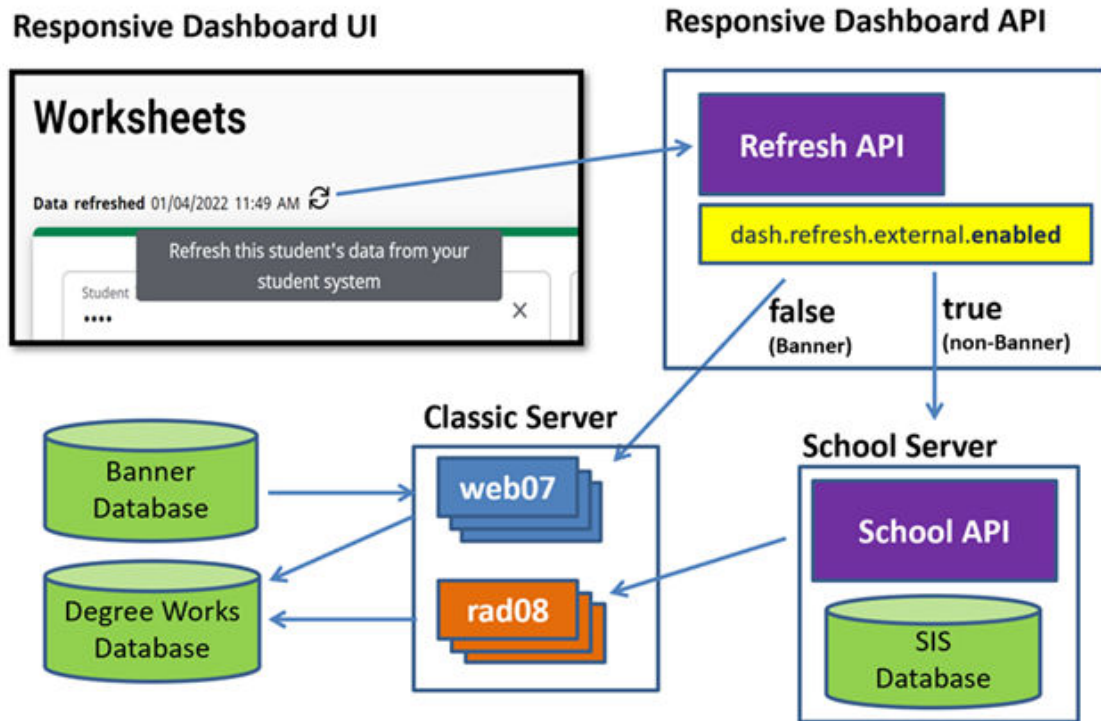 Responsive Dashboard UI
Responsive Dashboard API
Worksheets
Data refreshed 01/04/2022 11:49 AM
Refresh this student's data from your
student system
Student
••••
×
Refresh API
dash.refresh.external.enabled
false
(Banner)
true
(non-Banner)
Classic Server
School Server
Banner
Database
web07
School API
Degree Works
Database
rad08
SIS
Database